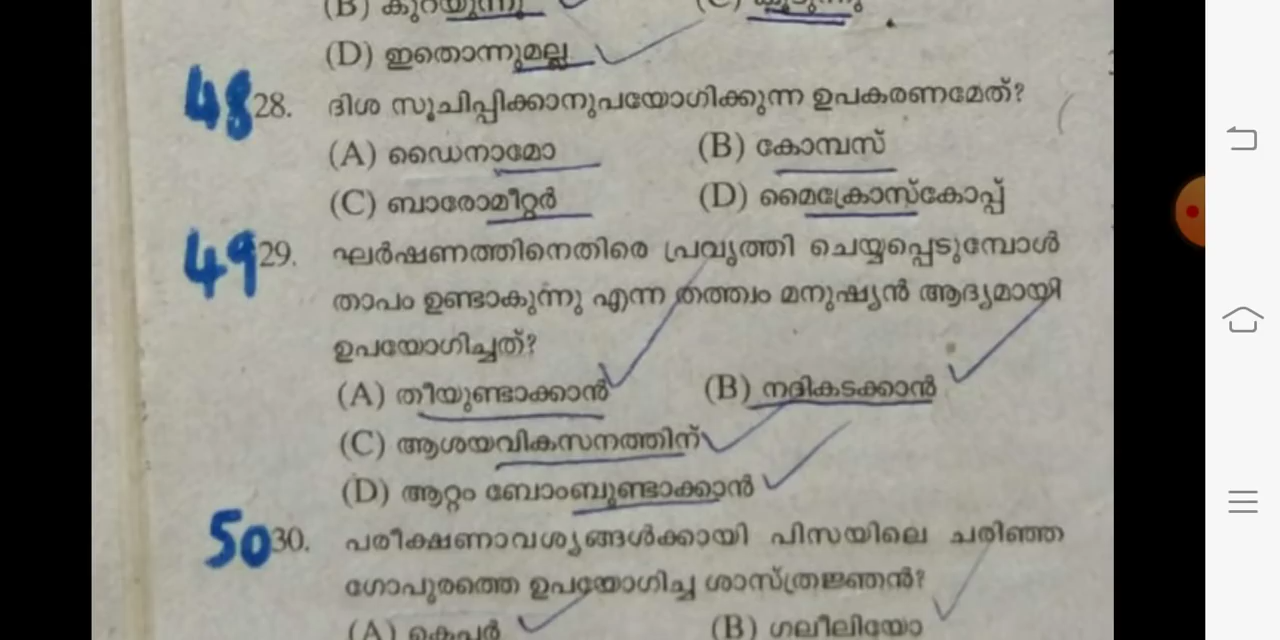 (B) കുറയുന്നു (C) കൂടുന്നു
(D) ഇതൊന്നുമല്ല
48 28. ദിശ സൂചിപ്പിക്കാനുപയോഗിക്കുന്ന ഉപകരണമേത്?
(A) ഡൈനാമോ (B) കോമ്പസ്
(C) ബാരോമീറ്റർ (D) മൈക്രോസ്കോപ്പ്
49 29. ഘർഷണത്തിനെതിരെ പ്രവൃത്തി ചെയ്യപ്പെടുമ്പോൾ
താപം ഉണ്ടാകുന്നു എന്ന തത്ത്വം മനുഷ്യൻ ആദ്യമായി
ഉപയോഗിച്ചത്?
(A) തീയുണ്ടാക്കാൻ (B) നദികടക്കാൻ
(C) ആശയവികസനത്തിന്
(D) ആറ്റം ബോംബുണ്ടാക്കാൻ
50 30. പരീക്ഷണാവശ്യങ്ങൾക്കായി പിസയിലെ ചരിഞ്ഞ
ഗോപുരത്തെ ഉപയോഗിച്ച ശാസ്ത്രജ്ഞൻ?
(A) കെപ്ലർ (B) ഗലീലിയോ